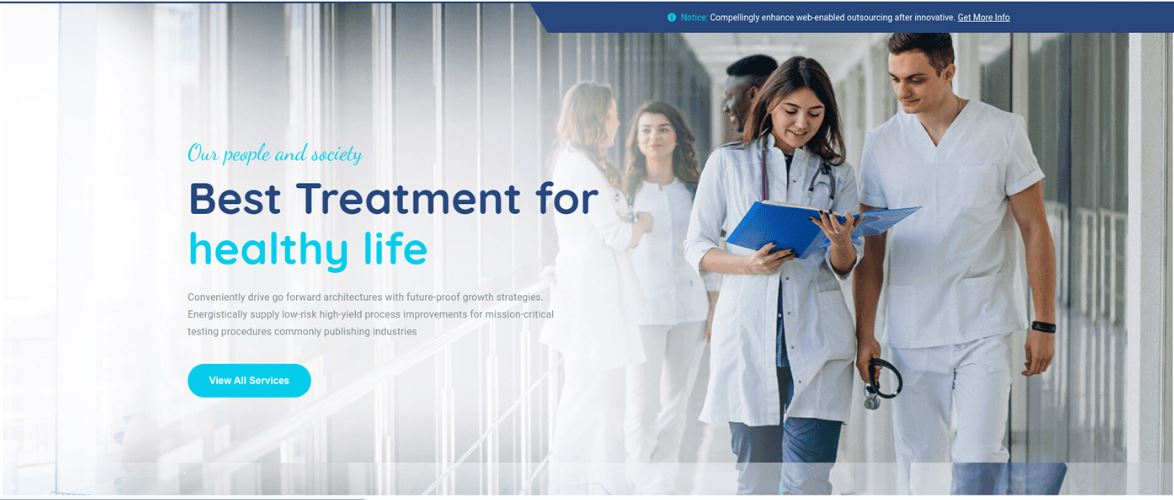 Notice: Compellingly enhance web-enabled outsourcing after innovative. Get More Info
Our people and society
Best Treatment for
healthy life
Conveniently drive go forward architectures with future-proof growth strategies.
Energistically supply low-risk high-yield process improvements for mission-critical
testing procedures commonly publishing industries
View All Services